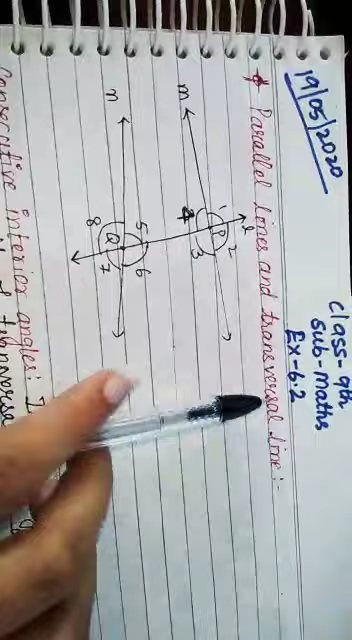 19/05/2020
Class-9th
Sub-maths
Ex-6.2
* Parallel lines and transversal line:-
l
m
1
2
P
4
3
n
5
6
Q
8
7
Consecutive interior angles: